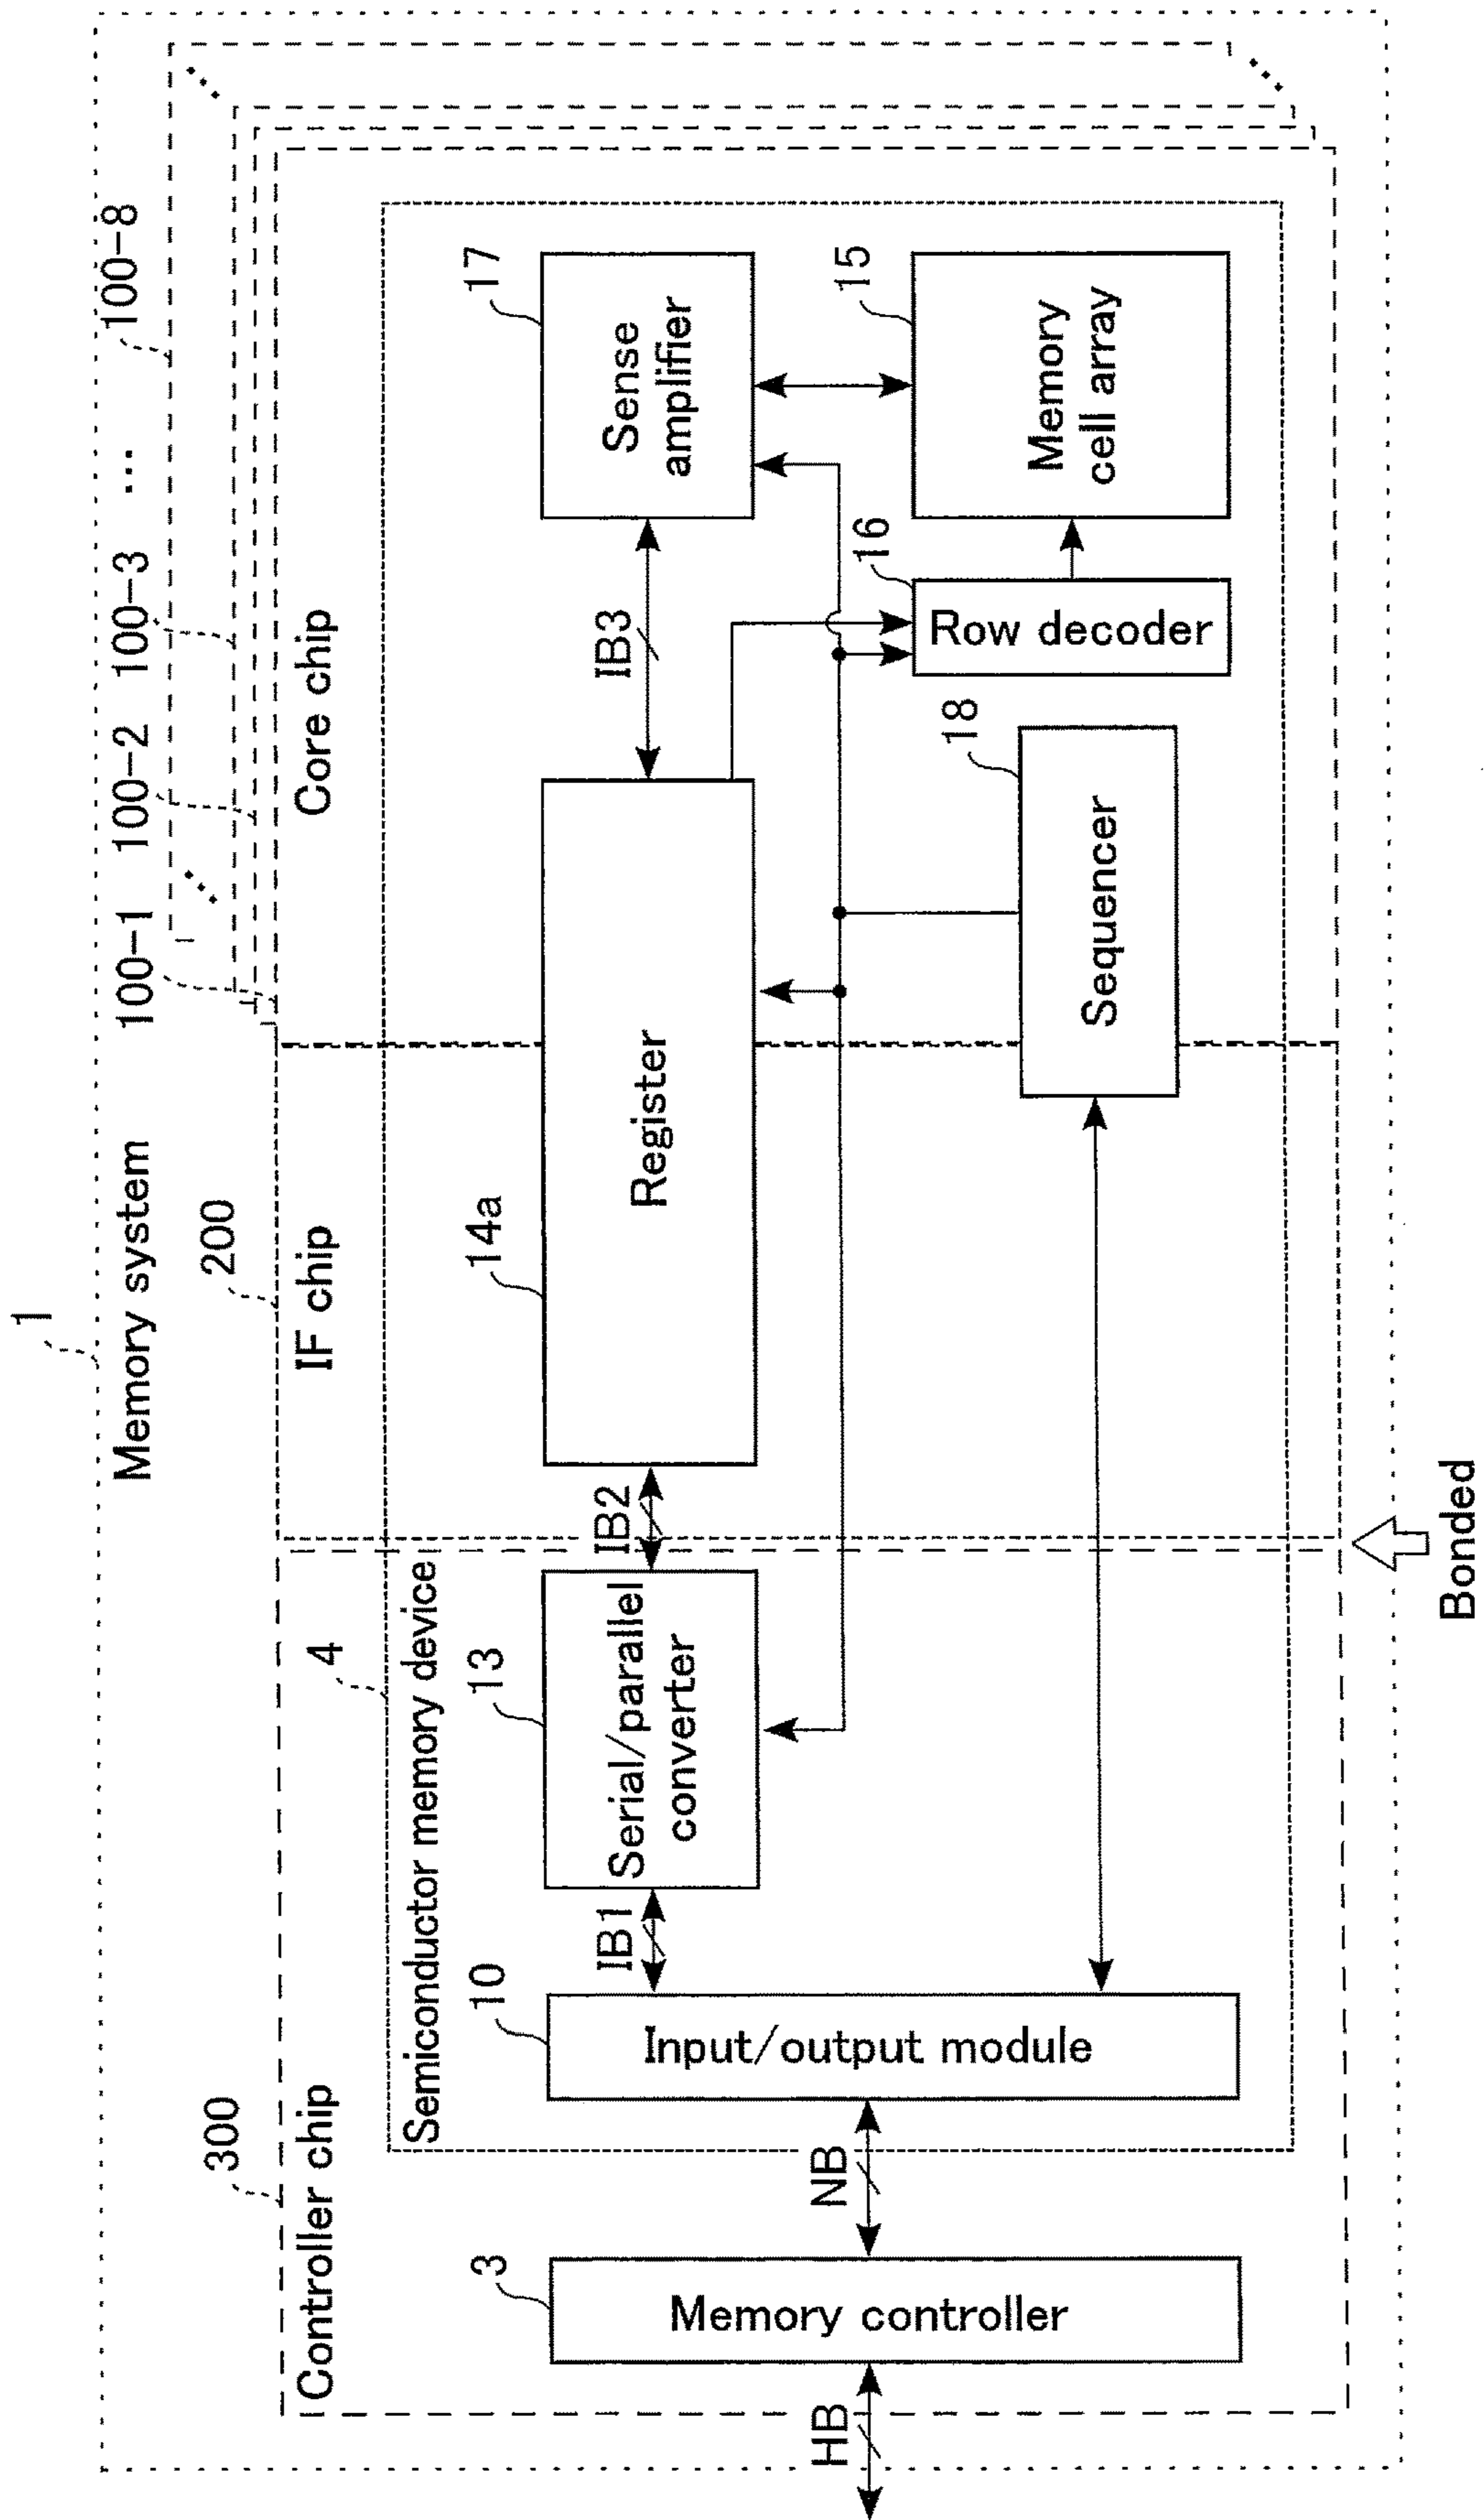 1
Memory system
300
Controller chip
200
IF chip
100-1
100-2
100-3
...
100-8
Core chip
4
Semiconductor memory device
HB
3
Memory controller
NB
10
Input/output module
IB1
13
Serial/parallel
converter
IB2
14a
Register
IB3
17
Sense
amplifier
18
Sequencer
16
Row decoder
15
Memory
cell array
Bonded